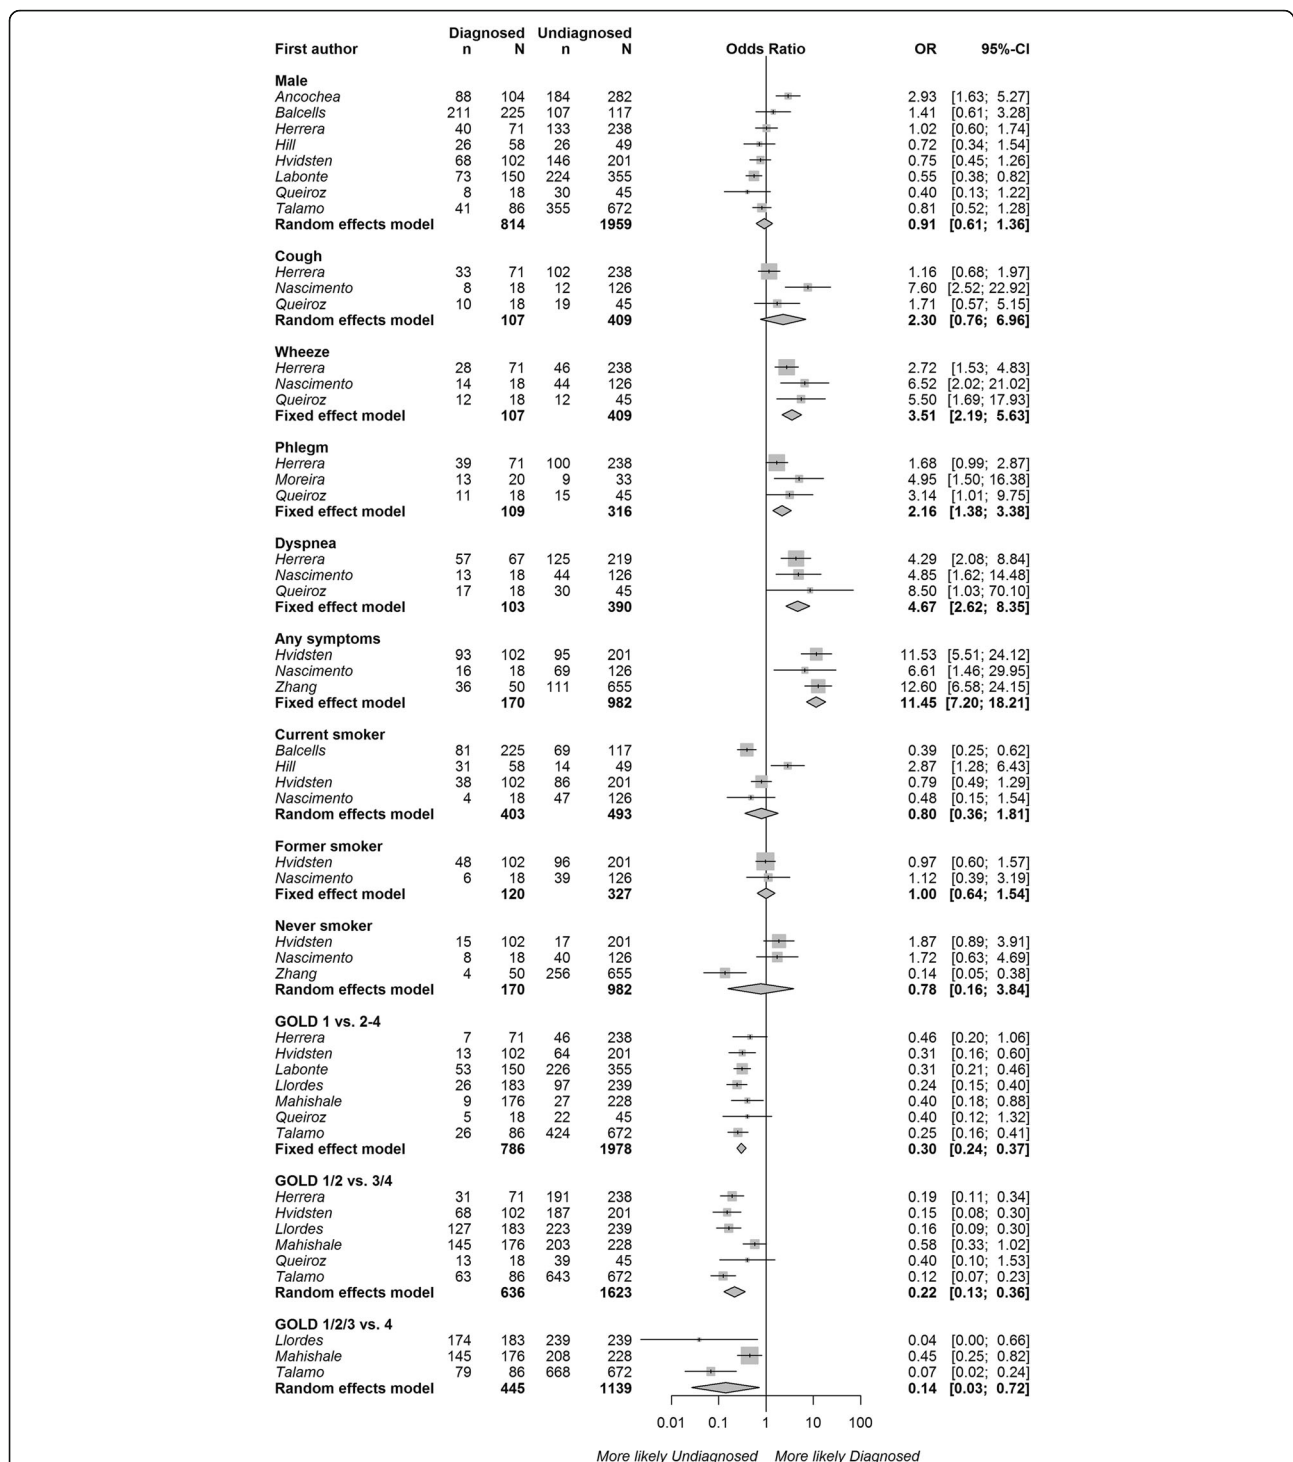 Diagnosed Undiagnosed
First author n N n N Odds Ratio OR 95%-CI
Male
Ancochea 88 104 184 282 2.93 [1.63; 5.27]
Balcells 211 225 107 117 1.41 [0.61; 3.28]
Herrera 40 71 133 238 1.02 [0.60; 1.74]
Hill 26 58 26 49 0.72 [0.34; 1.54]
Hvidsten 68 102 146 201 0.75 [0.45; 1.26]
Labonte 73 150 224 355 0.55 [0.38; 0.82]
Queiroz 8 18 30 45 0.40 [0.13; 1.22]
Talamo 41 86 355 672 0.81 [0.52; 1.28]
Random effects model 814 1959 0.91 [0.61; 1.36]
Cough
Herrera 33 71 102 238 1.16 [0.68; 1.97]
Nascimento 8 18 12 126 7.60 [2.52; 22.92]
Queiroz 10 18 19 45 1.71 [0.57; 5.15]
Random effects model 107 409 2.30 [0.76; 6.96]
Wheeze
Herrera 28 71 46 238 2.72 [1.53; 4.83]
Nascimento 14 18 44 126 6.52 [2.02; 21.02]
Queiroz 12 18 12 45 5.50 [1.69; 17.93]
Fixed effect model 107 409 3.51 [2.19; 5.63]
Phlegm
Herrera 39 71 100 238 1.68 [0.99; 2.87]
Moreira 13 20 9 33 4.95 [1.50; 16.38]
Queiroz 11 18 15 45 3.14 [1.01; 9.75]
Fixed effect model 109 316 2.16 [1.38; 3.38]
Dyspnea
Herrera 57 67 125 219 4.29 [2.08; 8.84]
Nascimento 13 18 44 126 4.85 [1.62; 14.48]
Queiroz 17 18 30 45 8.50 [1.03; 70.10]
Fixed effect model 103 390 4.67 [2.62; 8.35]
Any symptoms
Hvidsten 93 102 95 201 11.53 [5.51; 24.12]
Nascimento 16 18 69 126 6.61 [1.46; 29.95]
Zhang 36 50 111 655 12.60 [6.58; 24.15]
Fixed effect model 170 982 11.45 [7.20; 18.21]
Current smoker
Balcells 81 225 69 117 0.39 [0.25; 0.62]
Hill 31 58 14 49 2.87 [1.28; 6.43]
Hvidsten 38 102 86 201 0.79 [0.49; 1.29]
Nascimento 4 18 47 126 0.48 [0.15; 1.54]
Random effects model 403 493 0.80 [0.36; 1.81]
Former smoker
Hvidsten 48 102 96 201 0.97 [0.60; 1.57]
Nascimento 6 18 39 126 1.12 [0.39; 3.19]
Fixed effect model 120 327 1.00 [0.64; 1.54]
Never smoker
Hvidsten 15 102 17 201 1.87 [0.89; 3.91]
Nascimento 8 18 40 126 1.72 [0.63; 4.69]
Zhang 4 50 256 655 0.14 [0.05; 0.38]
Random effects model 170 982 0.78 [0.16; 3.84]
GOLD 1 vs. 2-4
Herrera 7 71 46 238 0.46 [0.20; 1.06]
Hvidsten 13 102 64 201 0.31 [0.16; 0.60]
Labonte 53 150 226 355 0.31 [0.21; 0.46]
Llordes 26 183 97 239 0.24 [0.15; 0.40]
Mahishale 9 176 27 228 0.40 [0.18; 0.88]
Queiroz 5 18 22 45 0.40 [0.12; 1.32]
Talamo 26 86 424 672 0.25 [0.16; 0.41]
Fixed effect model 786 1978 0.30 [0.24; 0.37]
GOLD 1/2 vs. 3/4
Herrera 31 71 191 238 0.19 [0.11; 0.34]
Hvidsten 68 102 187 201 0.15 [0.08; 0.30]
Llordes 127 183 223 239 0.16 [0.09; 0.30]
Mahishale 145 176 203 228 0.58 [0.33; 1.02]
Queiroz 13 18 39 45 0.40 [0.10; 1.53]
Talamo 63 86 643 672 0.12 [0.07; 0.23]
Random effects model 636 1623 0.22 [0.13; 0.36]
GOLD 1/2/3 vs. 4
Llordes 174 183 239 239 0.04 [0.00; 0.66]
Mahishale 145 176 208 228 0.45 [0.25; 0.82]
Talamo 79 86 668 672 0.07 [0.02; 0.24]
Random effects model 445 1139 0.14 [0.03; 0.72]
0.01 0.1 1 10 100
More likely Undiagnosed More likely Diagnosed